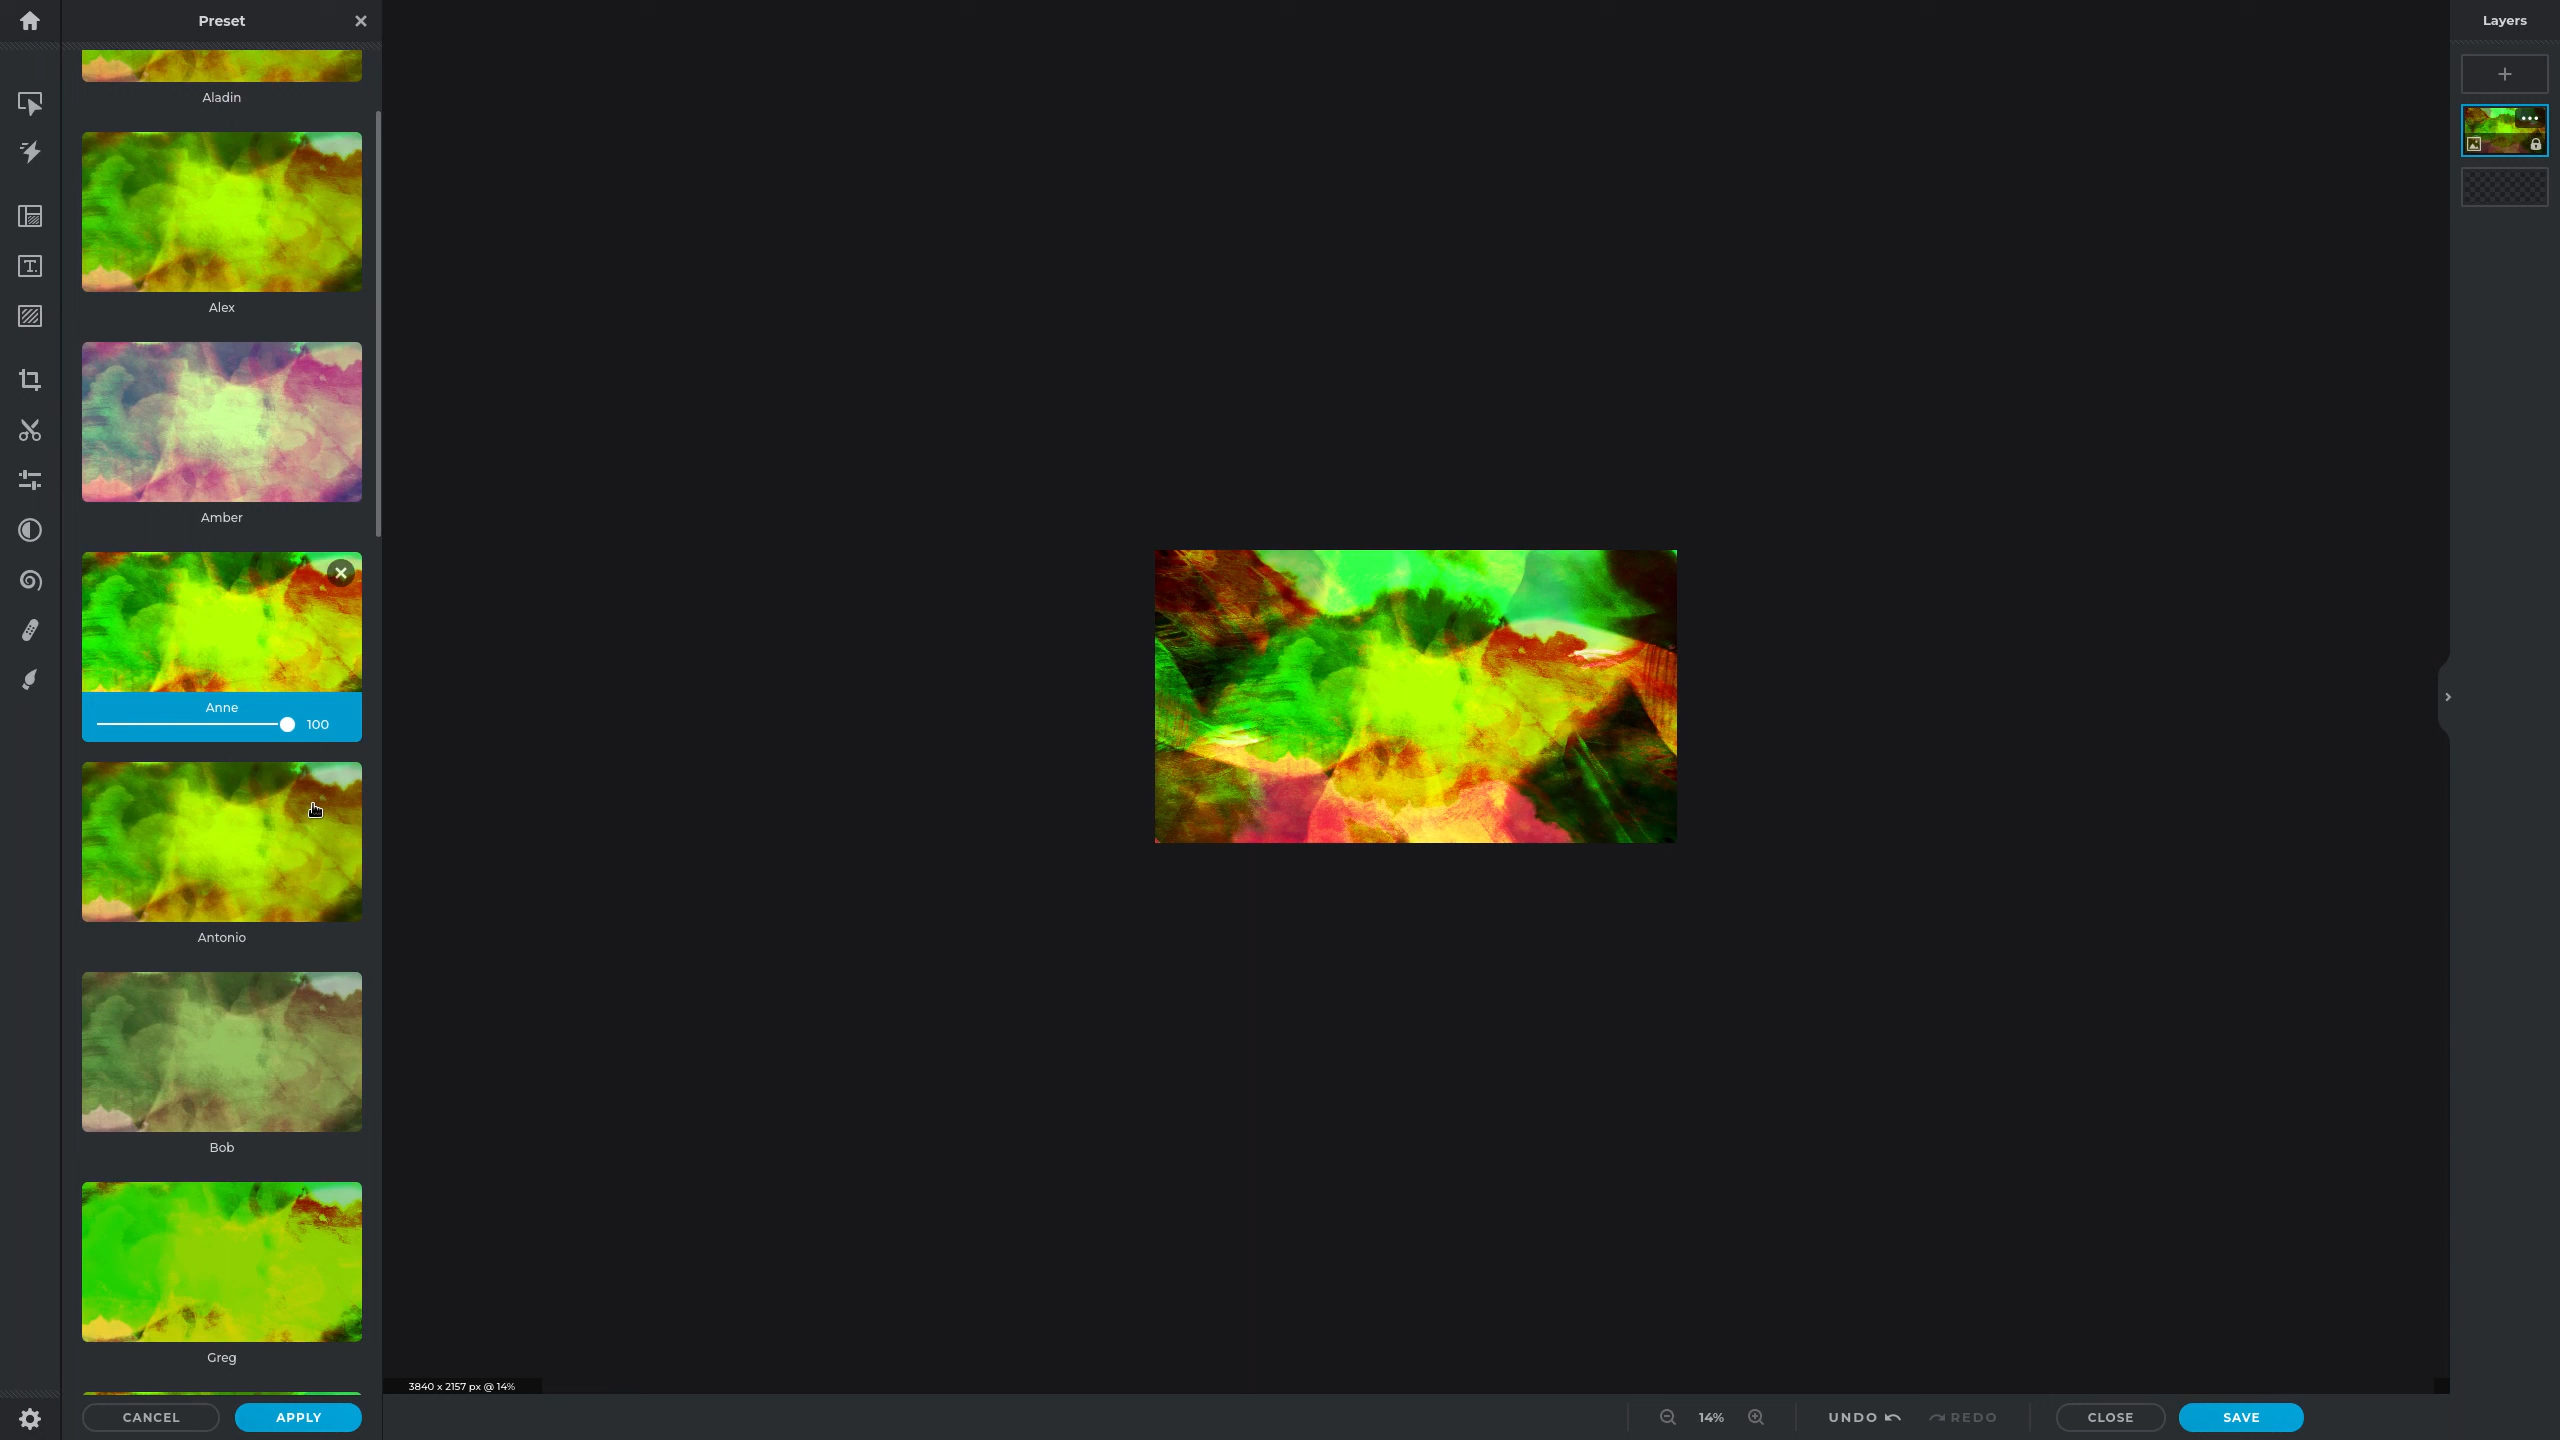 Preset
Layers
Aladin
Alex
Amber
Anne
100
Antonio
Bob
Greg
3840 x 2157 px @ 14%
CANCEL
APPLY
14%
UNDO
REDO
CLOSE
SAVE